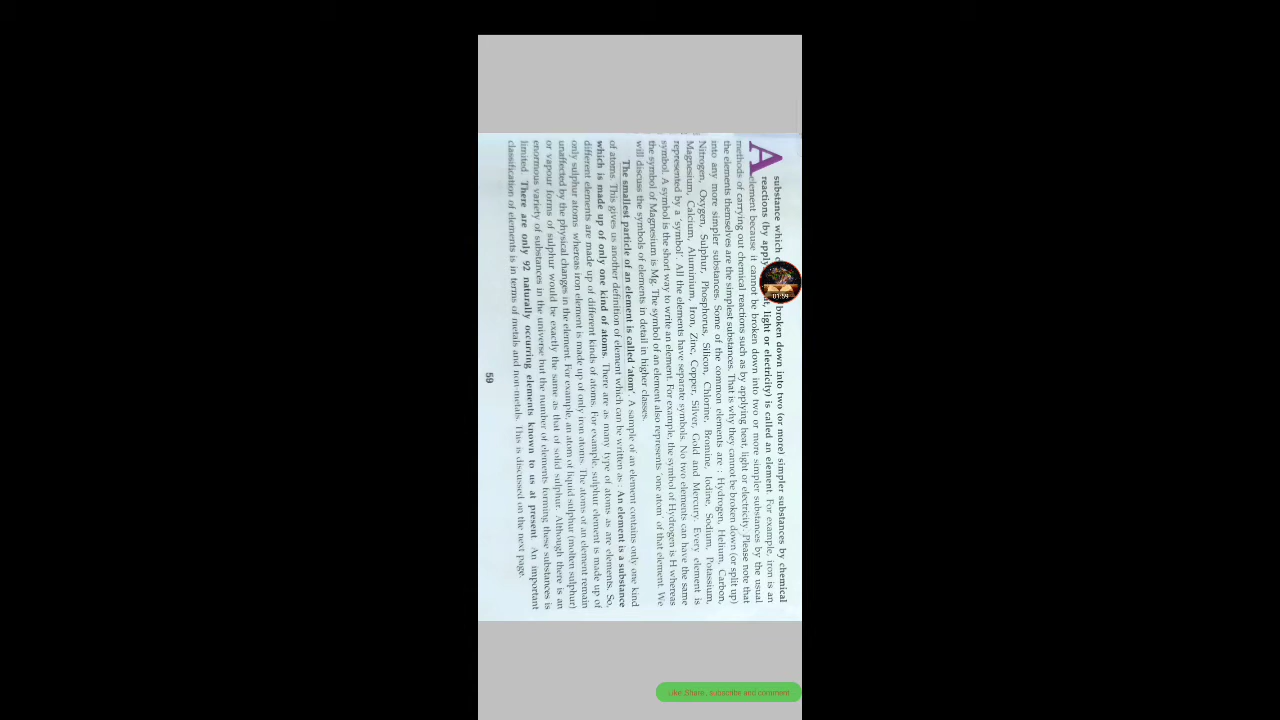 A substance which broken down into two (or more) simpler substances by chemical
reactions (by light or electricity) is called an element. For example, iron is an
element because it cannot be broken down into two or more simpler substances by the usual
methods of carrying out chemical reactions such as by applying heat, light or electricity. Please note that
the elements themselves are the simplest substances. That is why they cannot be broken down (or split up)
into any more simpler substances. Some of the common elements are : Hydrogen, Helium, Carbon,
Nitrogen, Oxygen, Sulphur, Phosphorus, Silicon, Chlorine, Bromine, Iodine, Sodium, Potassium,
Magnesium, Calcium, Aluminium, Iron, Zinc, Copper, Silver, Gold and Mercury. Every element is
represented by a 'symbol'. All the elements have separate symbols. No two elements can have the same
symbol. A symbol is the short way to write an element. For example, the symbol of Hydrogen is H whereas
the symbol of Magnesium is Mg. The symbol of an element also represents 'one atom' of that element. We
will discuss the symbols of elements in detail in higher classes.
The smallest particle of an element is called 'atom'. A sample of an element contains only one kind
of atoms. This gives us another definition of element which can be written as : An element is a substance
which is made up of only one kind of atoms. There are as many type of atoms as are elements. So,
different elements are made up of different kinds of atoms. For example, sulphur element is made up of
only sulphur atoms whereas iron element is made up of only iron atoms. The atoms of an element remain
unaffected by the physical changes in the element. For example, an atom of liquid sulphur (molten sulphur)
or vapour forms of sulphur would be exactly the same as that of solid sulphur. Although there is an
enormous variety of substances in the universe but the number of elements forming these substances is
limited. There are only 92 naturally occurring elements known to us at present. An important
classification of elements is in terms of metals and non-metals. This is discussed on the next page.
59
01:59
Like ,Share , subscribe and comment